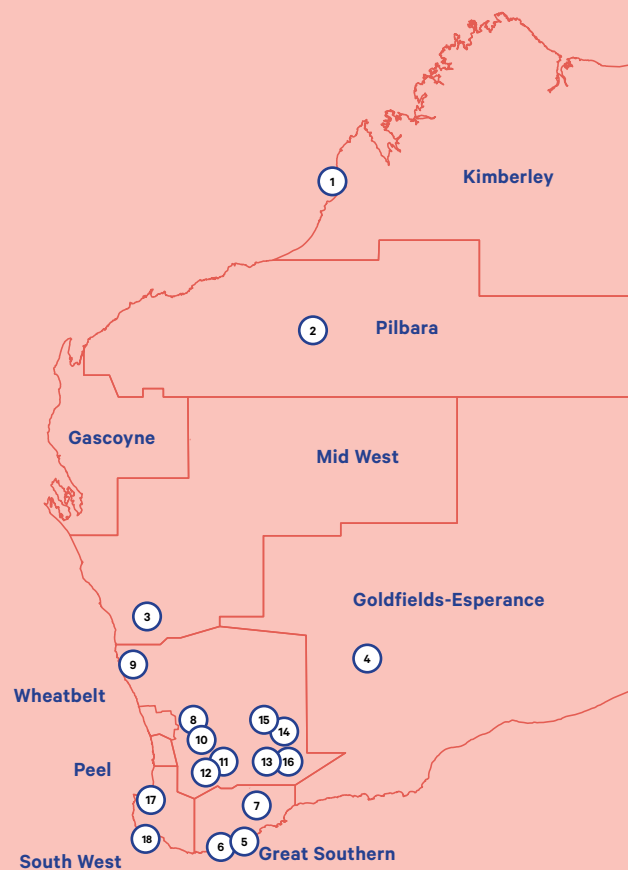 Kimberley
1
2
Pilbara
Gascoyne
Mid West
Goldfields-Esperance
3
4
9
Wheatbelt
8
15
14
10
Peel
11
13
16
12
17
7
18
6
5
Great Southern
South West